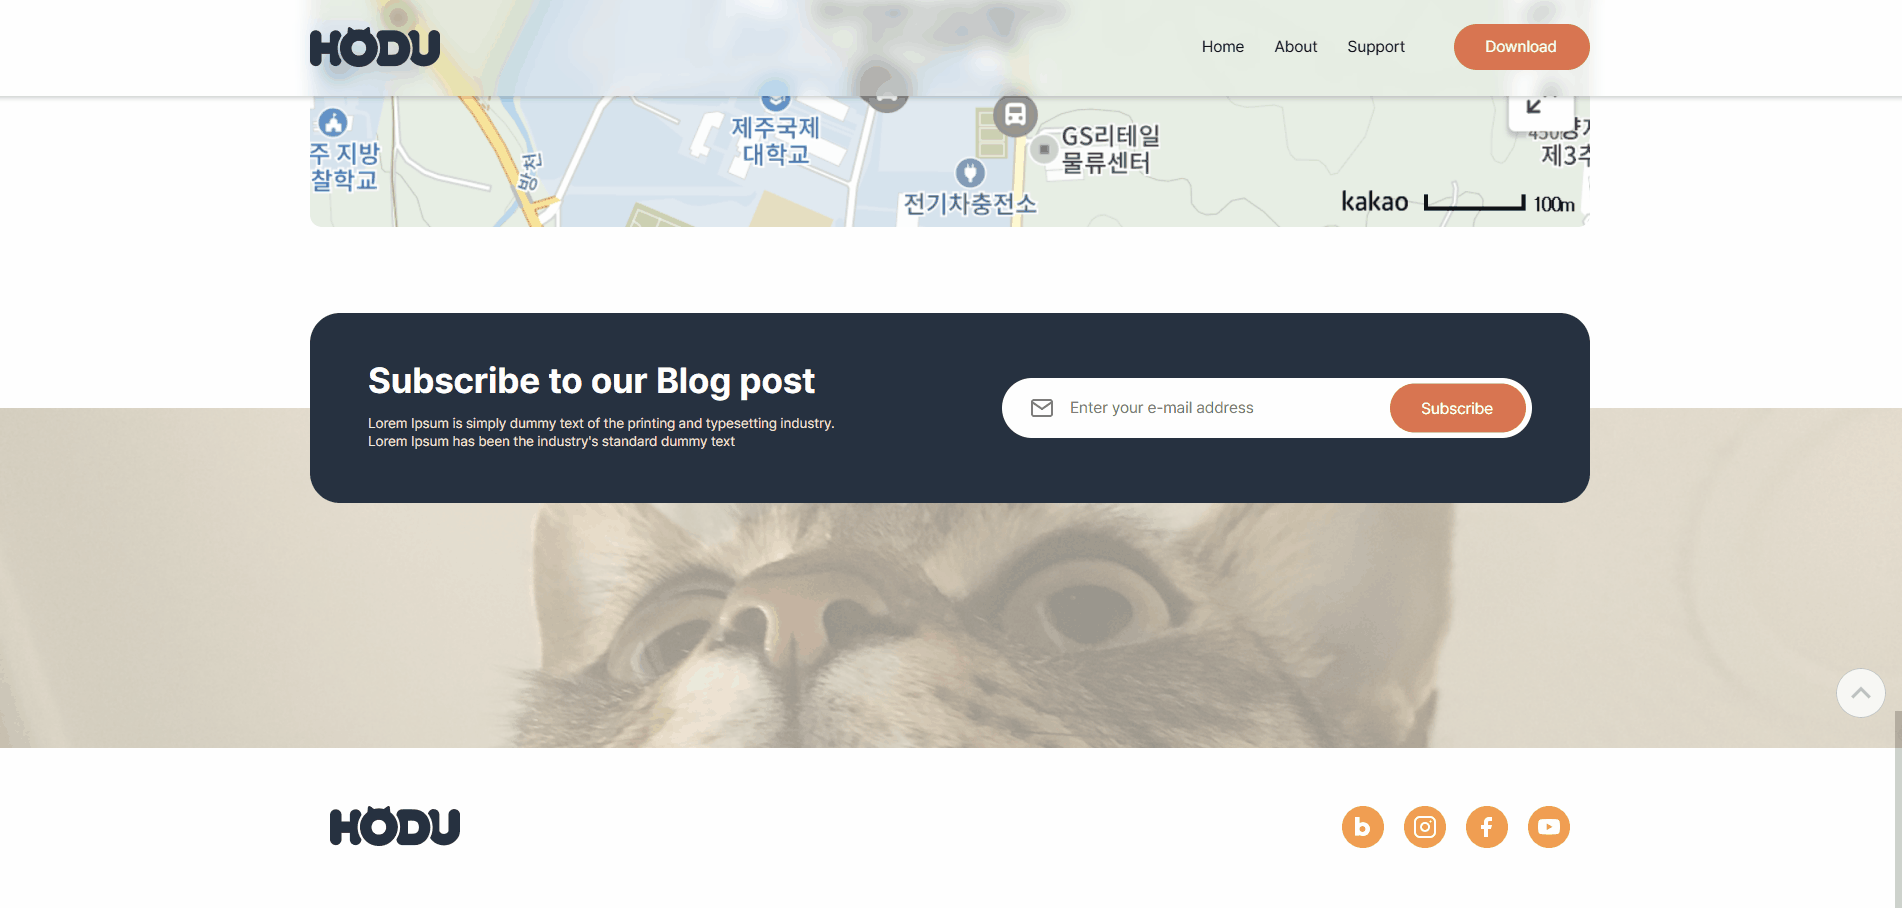 HODU
Home About Support Download
제주국제
대학교
GS리테일
물류센터
주 지방
찰학교
방천
제3
전기차충전소
kakao 100m
Subscribe to our Blog post
Lorem Ipsum is simply dummy text of the printing and typesetting industry.
Lorem Ipsum has been the industry's standard dummy text
Enter your e-mail address
Subscribe
HODU